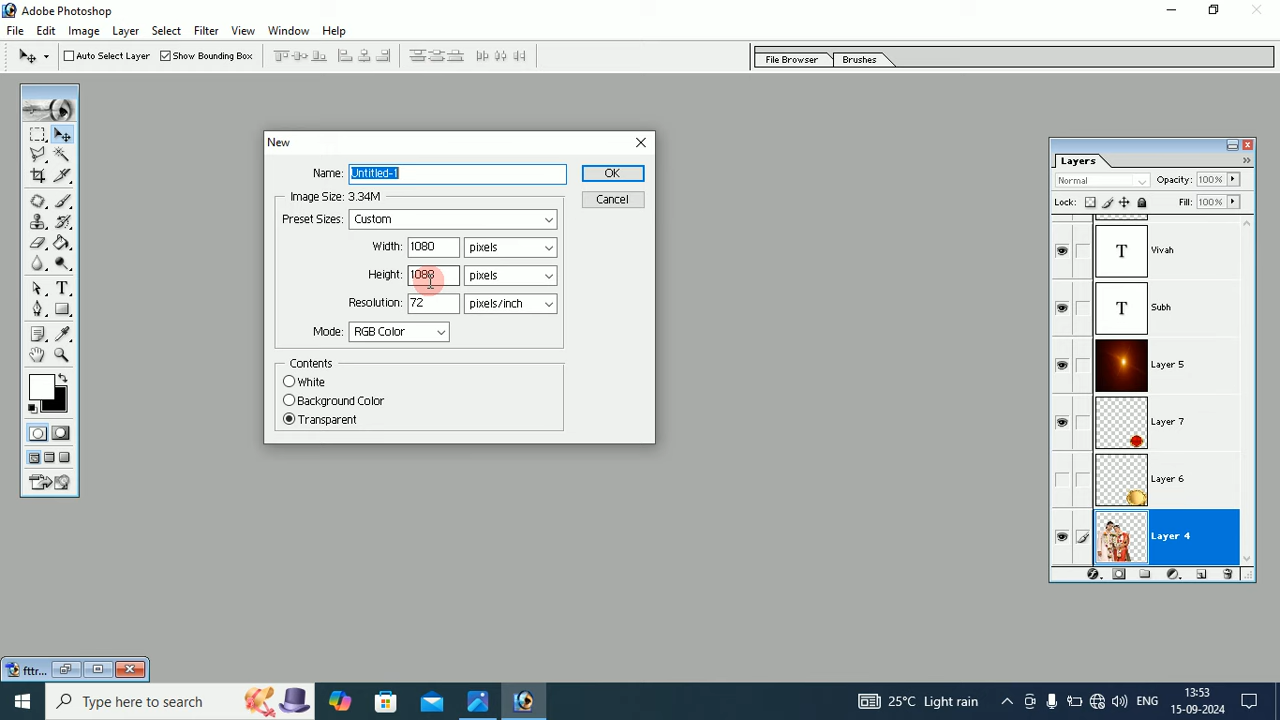 Adobe Photoshop
File Edit Image Layer Select Filter View Window Help
Auto Select Layer Show Bounding Box File Browser Brushes
New
Name: Untitled-1 OK
Image Size: 3.34M Cancel
Preset Sizes: Custom
Width: 1080 pixels
Height: 1080 pixels
Resolution: 72 pixels/inch
Mode: RGB Color
Contents
White
Background Color
Transparent
Layers
Normal Opacity: 100%
Lock: Fill: 100%
T Vivah
T Subh
Layer 5
Layer 7
Layer 6
Layer 4
fttr...
Type here to search
25°C Light rain ENG 13:53
15-09-2024